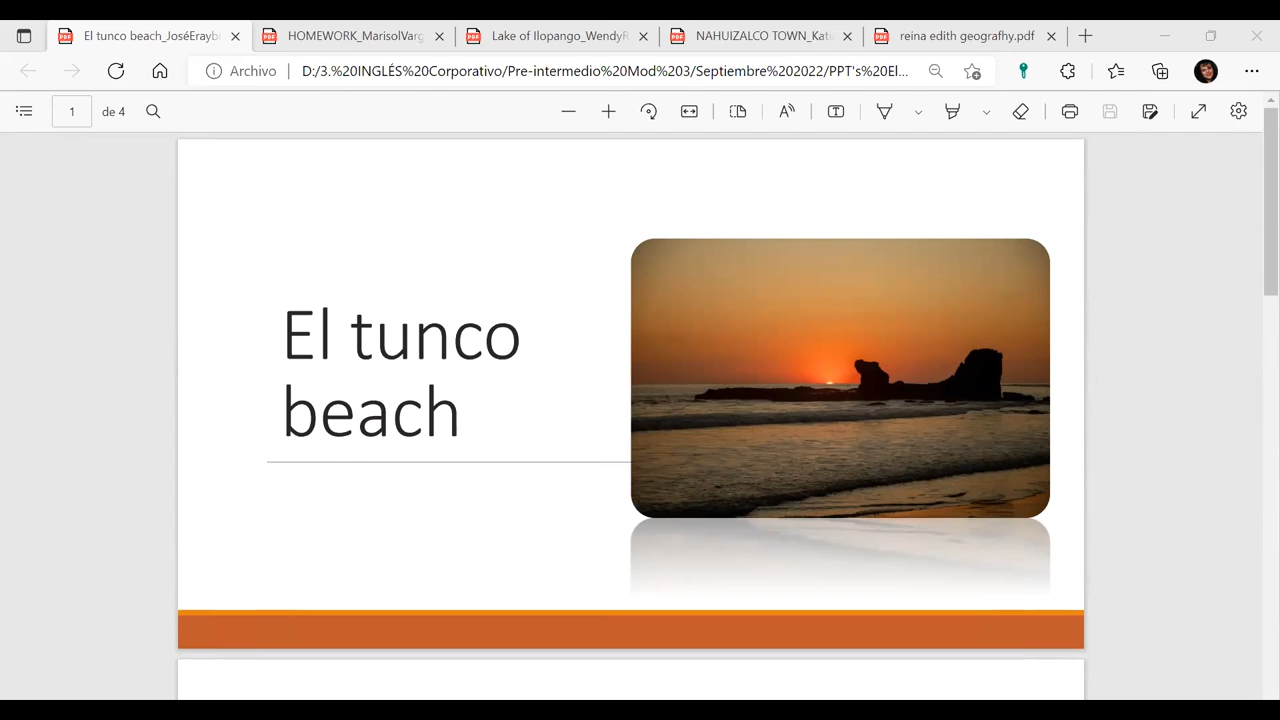 El tunco beach_JoséEraybi
HOMEWORK_MarisolVarg
Lake of Ilopango_WendyR
NAHUIZALCO TOWN_Kati
reina edith geografhy.pdf
Archivo
D:/3.%20INGLÉS%20Corporativo/Pre-intermedio%20Mod%203/Septiembre%202022/PPT's%20El...
1 de 4
El tunco
beach